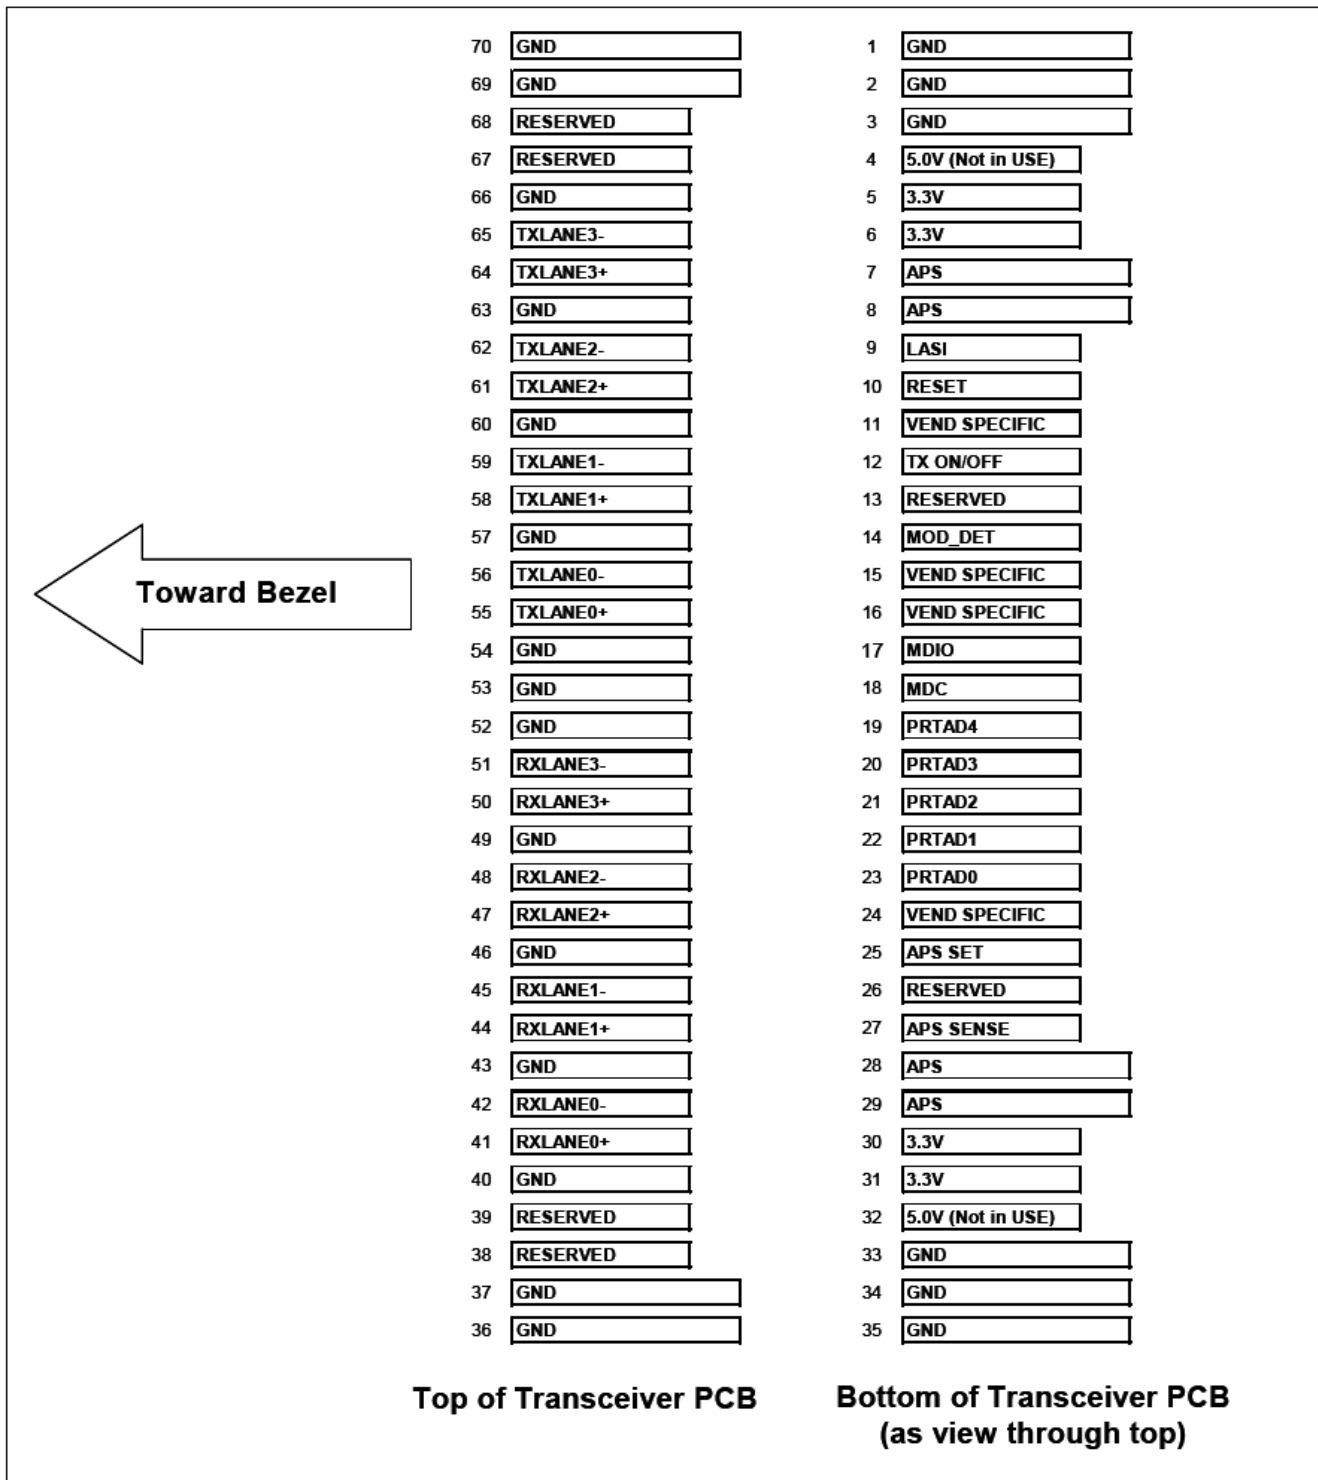 70 GND 1 GND
69 GND 2 GND
68 RESERVED 3 GND
67 RESERVED 4 5.0V (Not in USE)
66 GND 5 3.3V
65 TXLANE3- 6 3.3V
64 TXLANE3+ 7 APS
63 GND 8 APS
62 TXLANE2- 9 LASI
61 TXLANE2+ 10 RESET
60 GND 11 VEND SPECIFIC
59 TXLANE1- 12 TX ON/OFF
58 TXLANE1+ 13 RESERVED
57 GND 14 MOD_DET
56 TXLANE0- 15 VEND SPECIFIC
Toward Bezel
55 TXLANE0+ 16 VEND SPECIFIC
54 GND 17 MDIO
53 GND 18 MDC
52 GND 19 PRTAD4
51 RXLANE3- 20 PRTAD3
50 RXLANE3+ 21 PRTAD2
49 GND 22 PRTAD1
48 RXLANE2- 23 PRTAD0
47 RXLANE2+ 24 VEND SPECIFIC
46 GND 25 APS SET
45 RXLANE1- 26 RESERVED
44 RXLANE1+ 27 APS SENSE
43 GND 28 APS
42 RXLANE0- 29 APS
41 RXLANE0+ 30 3.3V
40 GND 31 3.3V
39 RESERVED 32 5.0V (Not in USE)
38 RESERVED 33 GND
37 GND 34 GND
36 GND 35 GND
Top of Transceiver PCB
Bottom of Transceiver PCB
(as view through top)